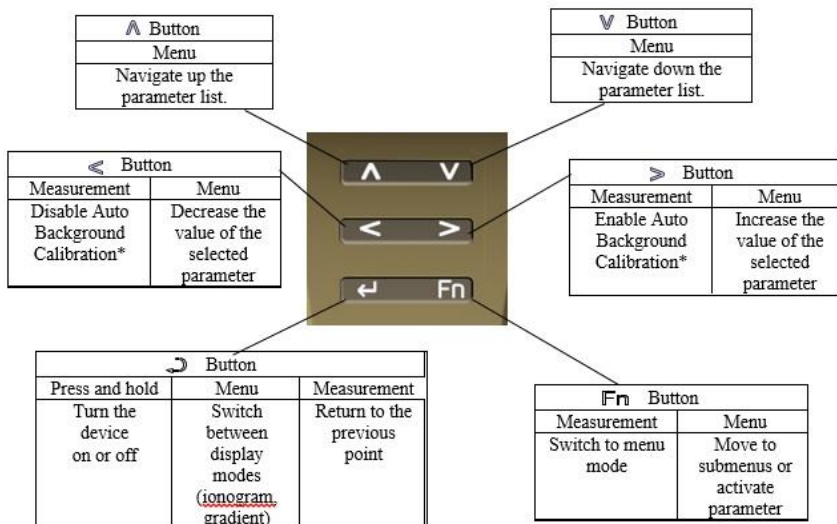 ∧ Button
Menu
Navigate up the
parameter list.
∨ Button
Menu
Navigate down the
parameter list.
< Button
Measurement Menu
Disable Auto Decrease the
Background value of the
Calibration* selected
parameter
> Button
Measurement Menu
Enable Auto Increase the
Background value of the
Calibration* selected
parameter
∧ ∨
< >
↵ Fn
⤶ Button
Press and hold Menu Measurement
Turn the Switch Return to the
device between previous
on or off display point
modes
(ionogram,
gradient)
Fn Button
Measurement Menu
Switch to menu Move to
mode submenus or
activate
parameter